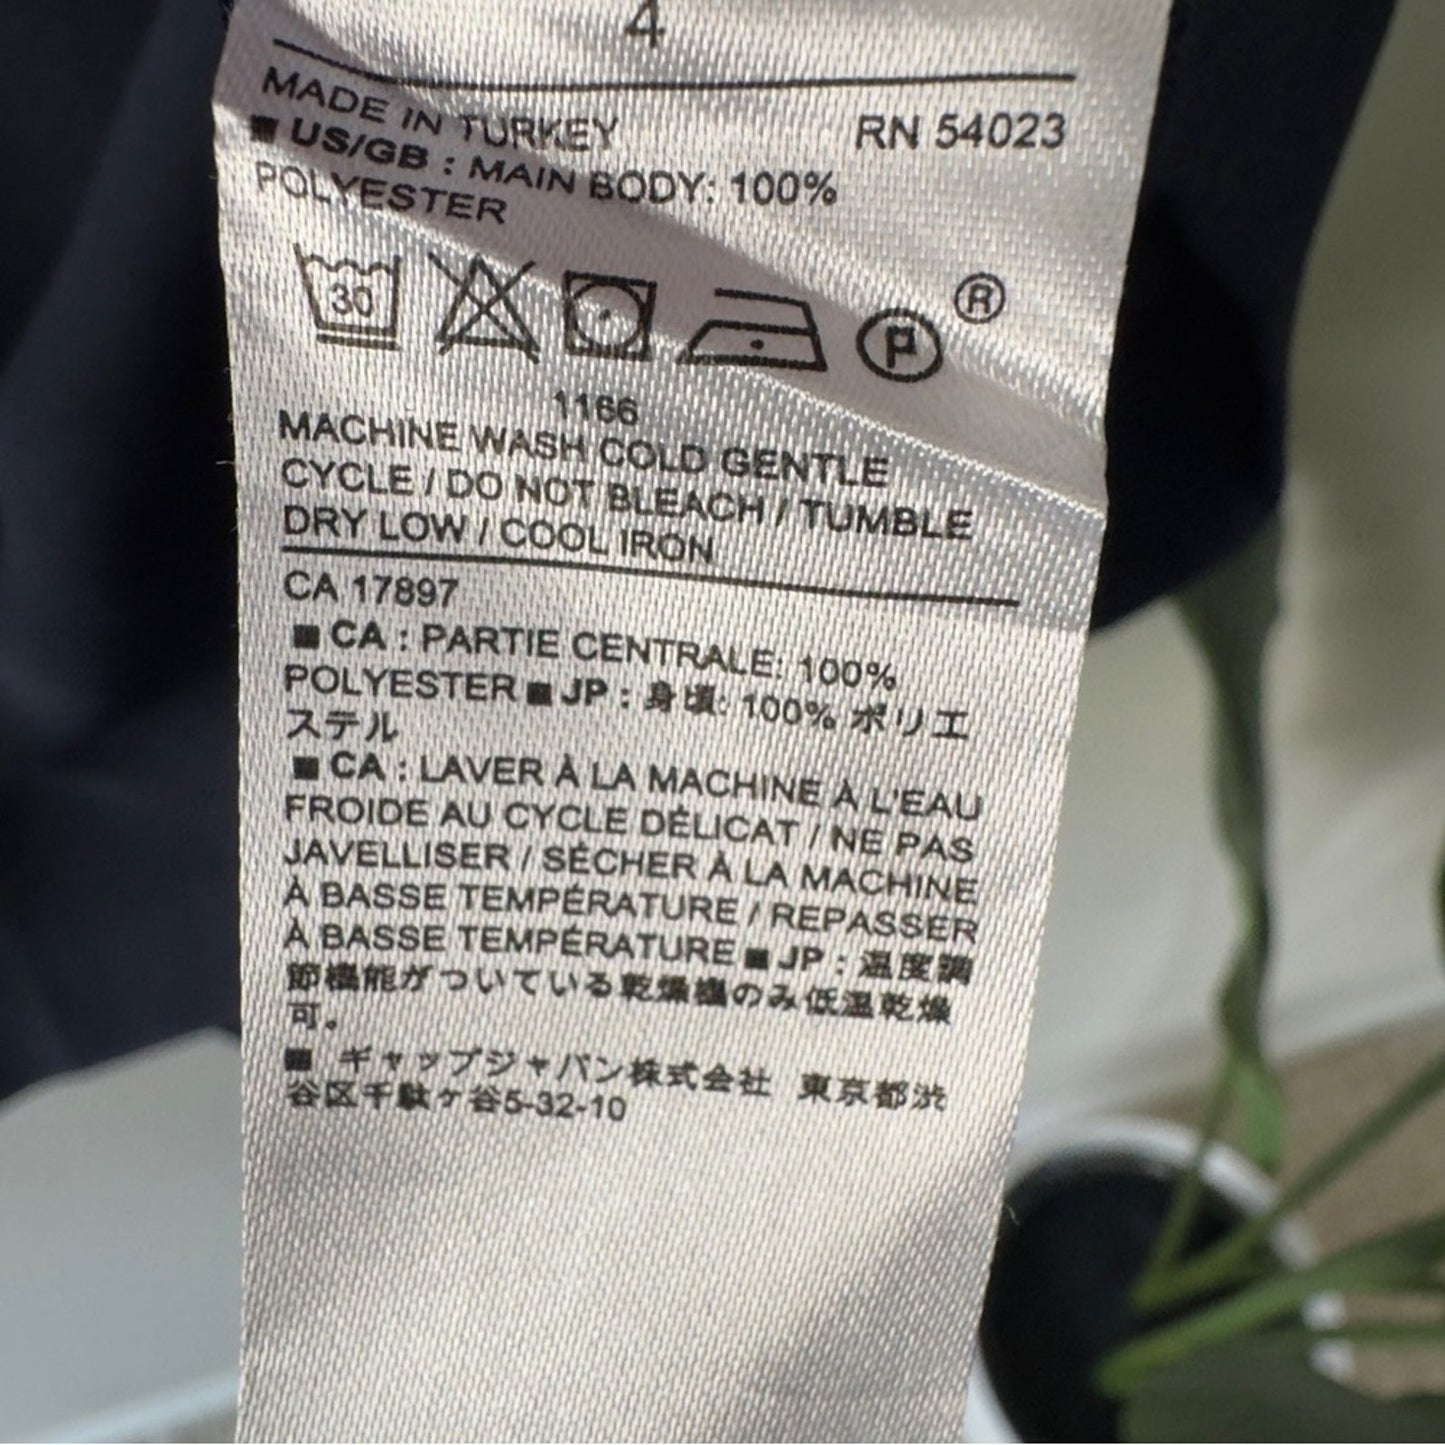 4
MADE IN TURKEY RN 54023
■ US/GB : MAIN BODY: 100%
POLYESTER
30 P ®
1166
MACHINE WASH COLD GENTLE
CYCLE / DO NOT BLEACH / TUMBLE
DRY LOW / COOL IRON
CA 17897
■ CA : PARTIE CENTRALE: 100%
POLYESTER ■ JP : 身頃: 100% ポリエ
ステル
■ CA : LAVER À LA MACHINE À L'EAU
FROIDE AU CYCLE DÉLICAT / NE PAS
JAVELLISER / SÉCHER À LA MACHINE
À BASSE TEMPÉRATURE / REPASSER
À BASSE TEMPÉRATURE ■ JP : 温度調
節機能がついている乾燥機のみ低温乾燥
可。
■ ギャップジャパン株式会社 東京都渋
谷区千駄ケ谷5-32-10